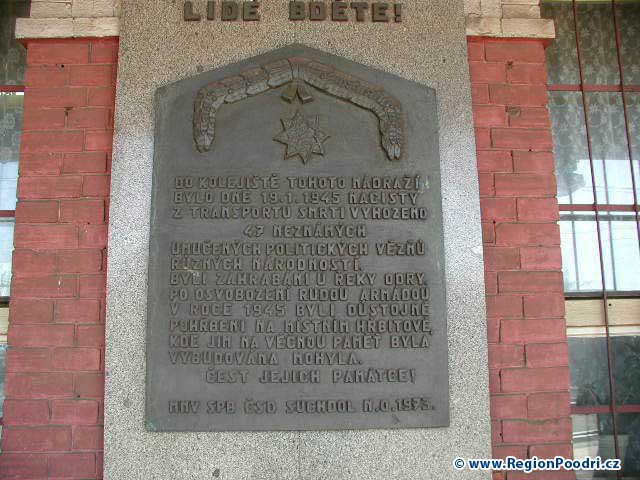 LIDÉ BDĚTE!
DO KOLEJIŠTĚ TOHOTO NÁDRAŽÍ
BYLO DNE 19.1.1945 NACISTY
Z TRANSPORTU SMRTI VYHOZENO
47 NEZNÁMÝCH
UMUČENÝCH POLITICKÝCH VĚZŇŮ
RŮZNÝCH NÁRODNOSTÍ.
BYLI ZAHRABÁNI U ŘEKY ODRY.
PO OSVOBOZENÍ RUDOU ARMÁDOU
V ROCE 1945 BYLI DŮSTOJNĚ
POHŘBENI NA MÍSTNÍM HŘBITOVĚ,
KDE JIM NA VĚČNOU PAMĚŤ BYLA
VYBUDOVÁNA MOHYLA.
ČEST JEJICH PAMÁTCE!
MNV SPB ČSD SUCHDOL N.O.1973.
© www.RegionPoodri.cz